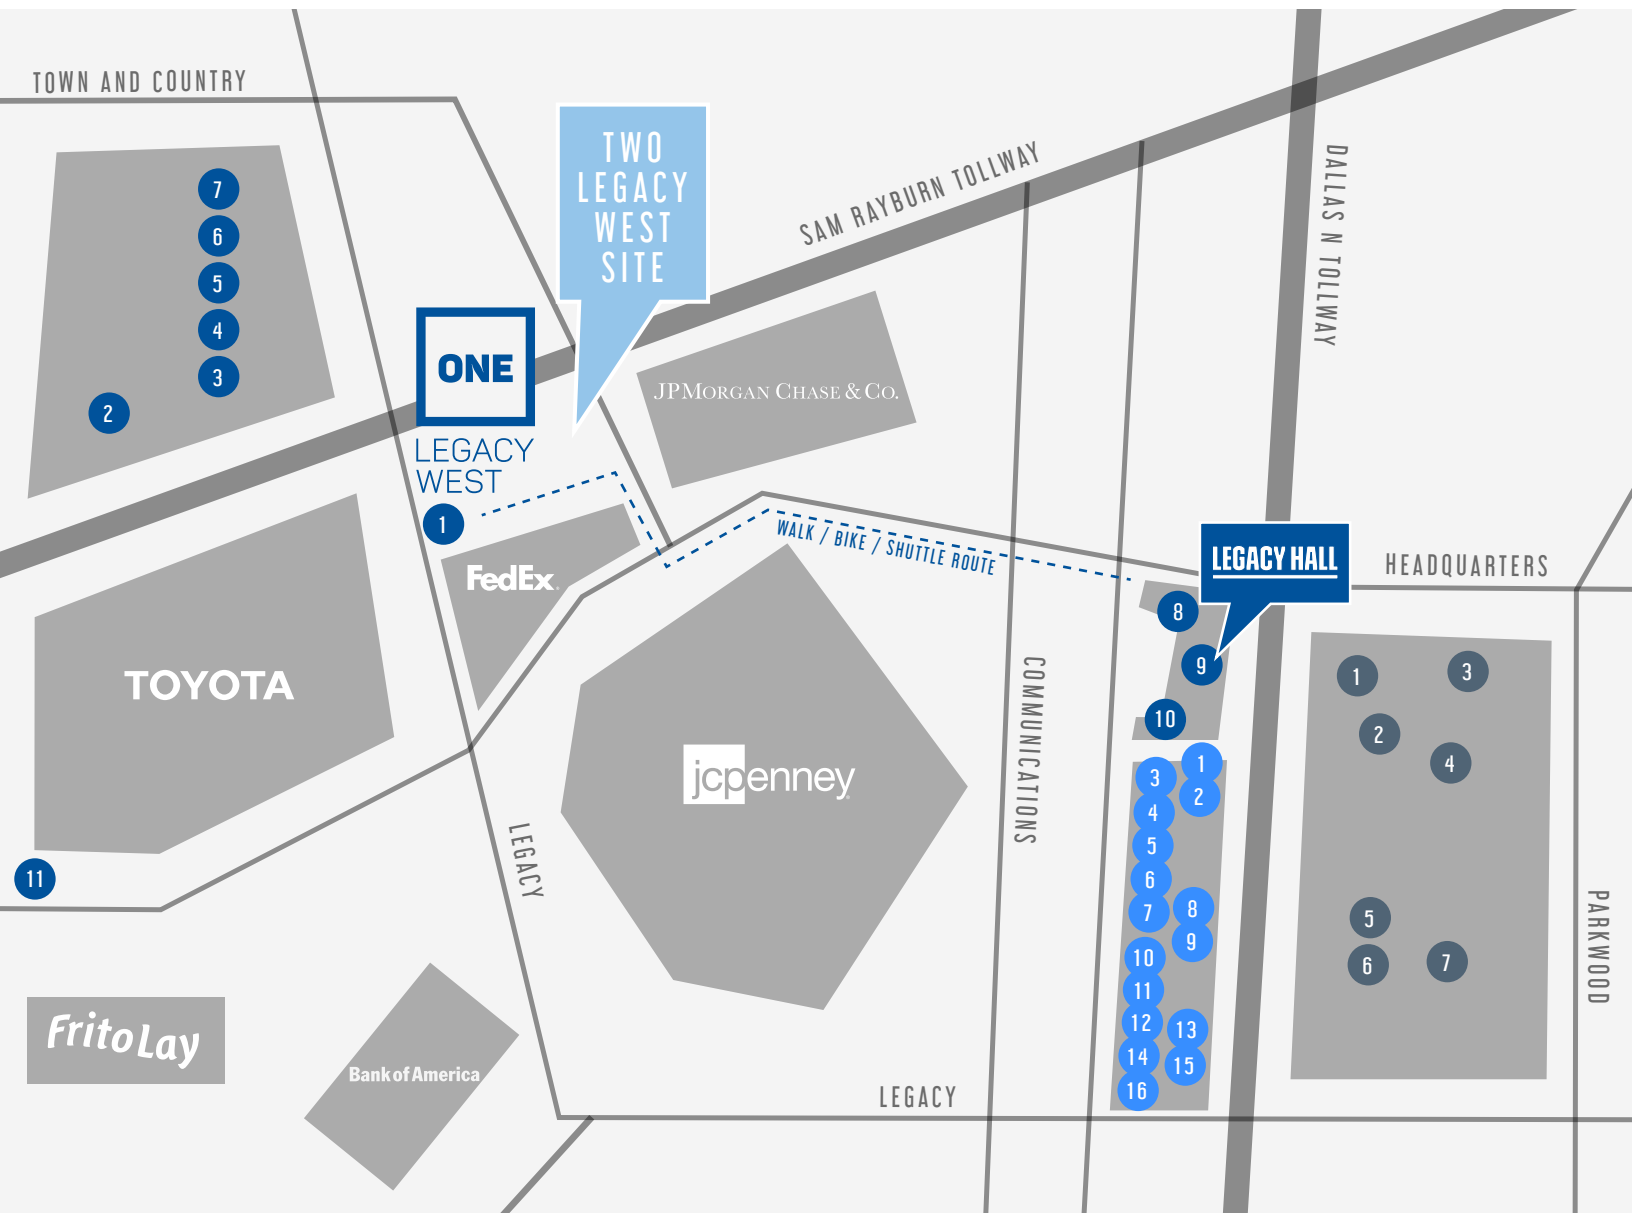 TOWN AND COUNTRY
7
6
5
4
3
2
TWO
LEGACY
WEST
SITE
SAM RAYBURN TOLLWAY
DALLAS N TOLLWAY
ONE
LEGACY
WEST
1
JPMORGAN CHASE & CO.
FedEx.
WALK / BIKE / SHUTTLE ROUTE
LEGACY HALL
HEADQUARTERS
TOYOTA
jcpenney
COMMUNICATIONS
8
9
10
11
LEGACY
FritoLay
Bank of America
LEGACY
1
2
3
4
5
6
7
8
9
10
11
12
13
14
15
16
1
2
3
4
5
6
7
PARKWOOD